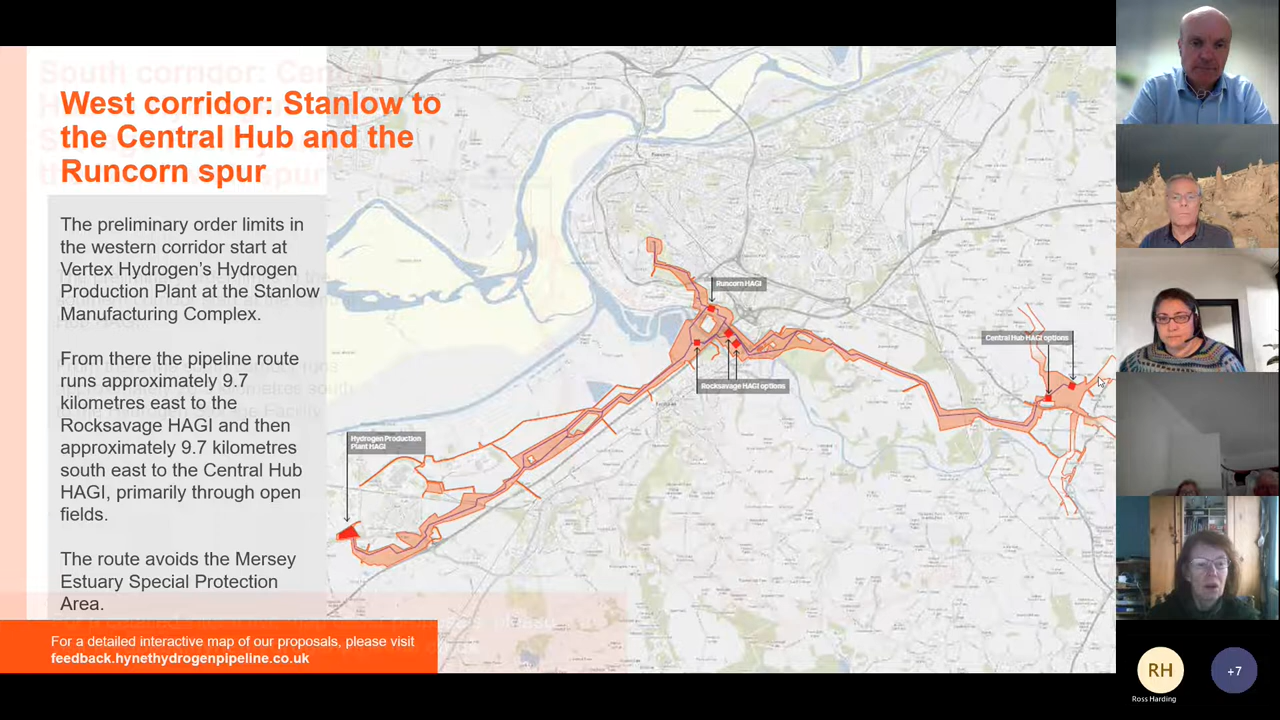 West corridor: Stanlow to
the Central Hub and the
Runcorn spur
The preliminary order limits in
the western corridor start at
Vertex Hydrogen's Hydrogen
Production Plant at the Stanlow
Manufacturing Complex.
From there the pipeline route
runs approximately 9.7
kilometres east to the
Rocksavage HAGI and then
approximately 9.7 kilometres
south east to the Central Hub
HAGI, primarily through open
fields.
The route avoids the Mersey
Estuary Special Protection
Area.
For a detailed interactive map of our proposals, please visit
feedback.hynethydrogenpipeline.co.uk
Runcorn HAGI
Central Hub HAGI options
Rocksavage HAGI options
Hydrogen Production
Plant HAGI
RH
Ross Harding
+7